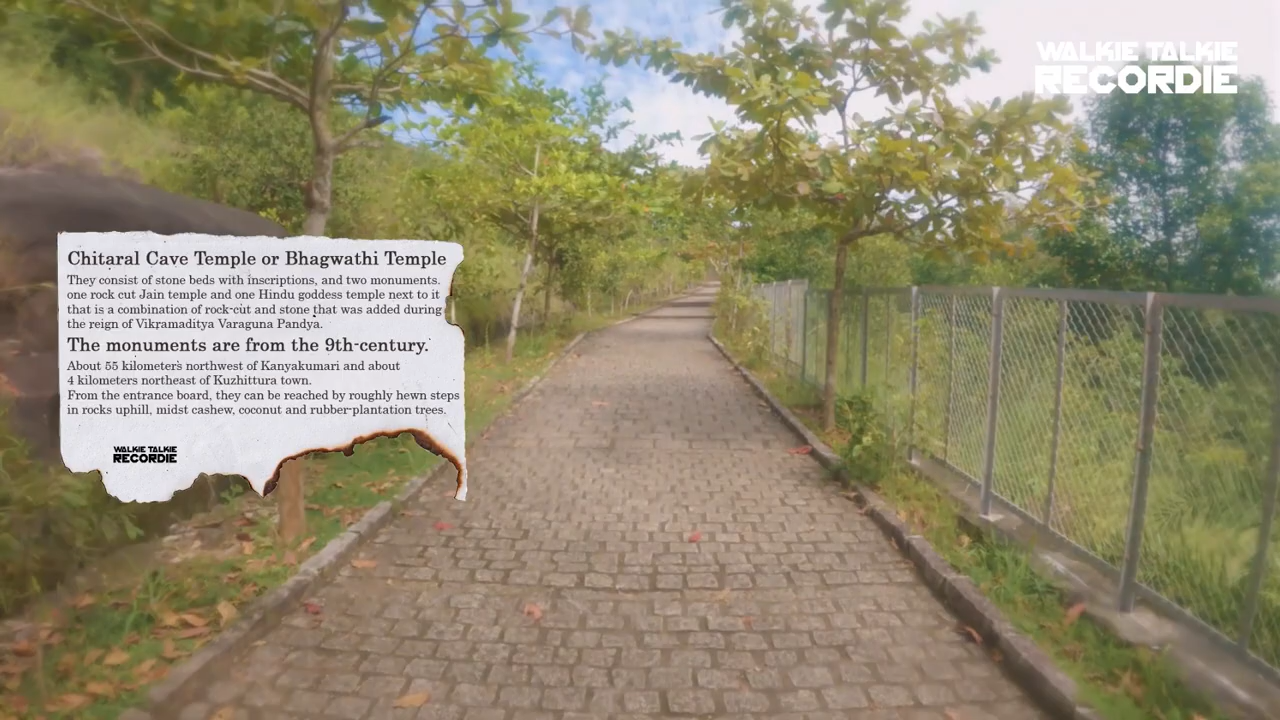 WALKIE TALKIE
RECORDIE
Chitaral Cave Temple or Bhagwathi Temple
They consist of stone beds with inscriptions, and two monuments.
one rock cut Jain temple and one Hindu goddess temple next to it
that is a combination of rock-cut and stone that was added during
the reign of Vikramaditya Varaguna Pandya.
The monuments are from the 9th-century.
About 55 kilometers northwest of Kanyakumari and about
4 kilometers northeast of Kuzhittura town.
From the entrance board, they can be reached by roughly hewn steps
in rocks uphill, midst cashew, coconut and rubber-plantation trees.
WALKIE TALKIE
RECORDIE